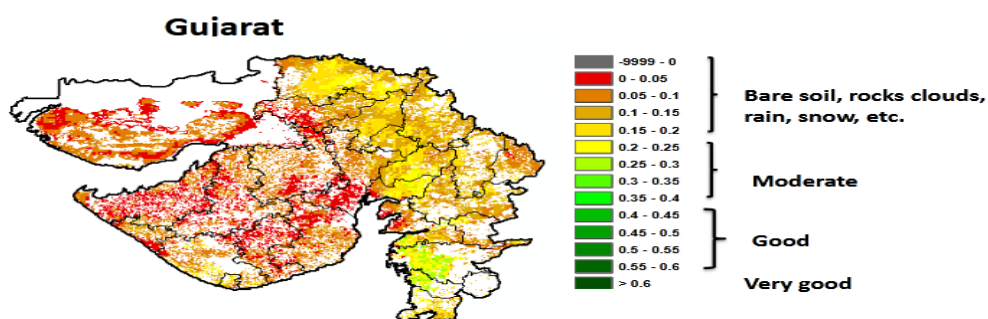 Gujarat
-9999 - 0
0 - 0.05
0.05 - 0.1
0.1 - 0.15
0.15 - 0.2
0.2 - 0.25
0.25 - 0.3
0.3 - 0.35
0.35 - 0.4
0.4 - 0.45
0.45 - 0.5
0.5 - 0.55
0.55 - 0.6
> 0.6
Bare soil, rocks clouds,
rain, snow, etc.
Moderate
Good
Very good